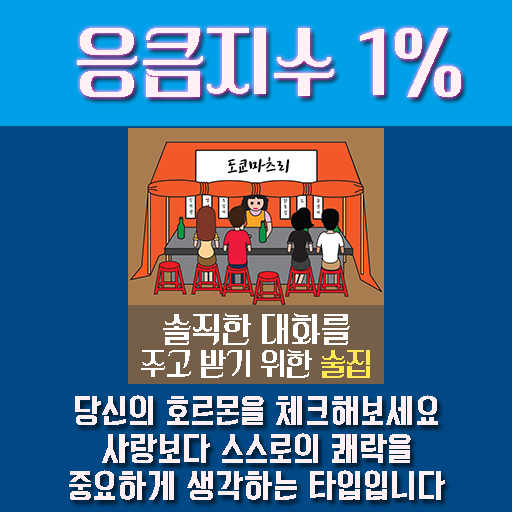 응큼지수 1%
도쿄마츠리
솔직한 대화를
주고 받기 위한 술집
당신의 호르몬을 체크해보세요
사랑보다 스스로의 쾌락을
중요하게 생각하는 타입입니다